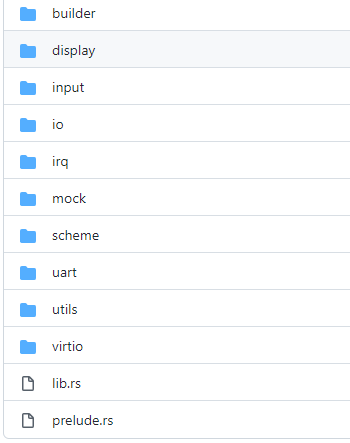 builder
display
input
io
irq
mock
scheme
uart
utils
virtio
lib.rs
prelude.rs